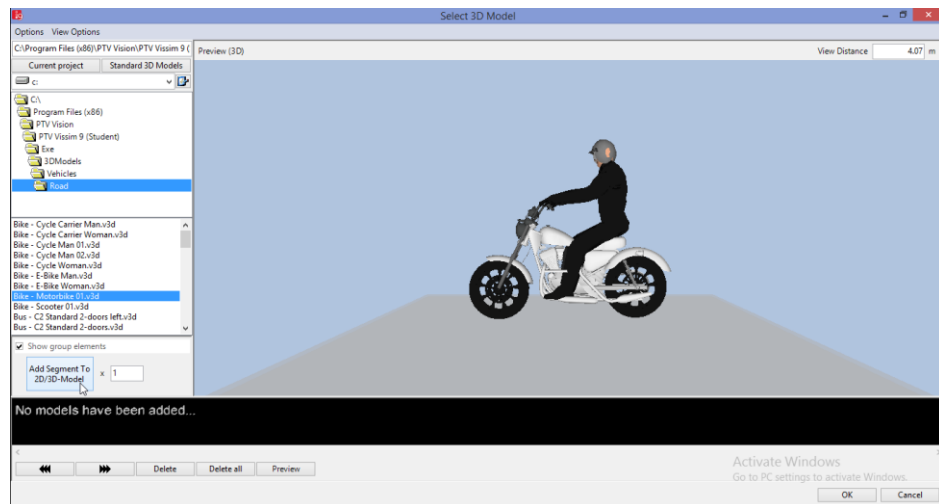 Select 3D Model
Options View Options
C:\Program Files (x86)\PTV Vision\PTV Vissim 9 (
Preview (3D)
View Distance
4.07 m
Current project
Standard 3D Models
c:
C:\
Program Files (x86)
PTV Vision
PTV Vissim 9 (Student)
Exe
3DModels
Vehicles
Road
Bike - Cycle Carrier Man.v3d
Bike - Cycle Carrier Woman.v3d
Bike - Cycle Man 01.v3d
Bike - Cycle Man 02.v3d
Bike - Cycle Woman.v3d
Bike - E-Bike Man.v3d
Bike - E-Bike Woman.v3d
Bike - Motorbike 01.v3d
Bike - Scooter 01.v3d
Bus - C2 Standard 2-doors left.v3d
Bus - C2 Standard 2-doors.v3d
Show group elements
Add Segment To
2D/3D-Model
x 1
No models have been added...
Delete
Delete all
Preview
Activate Windows
Go to PC settings to activate Windows.
OK
Cancel